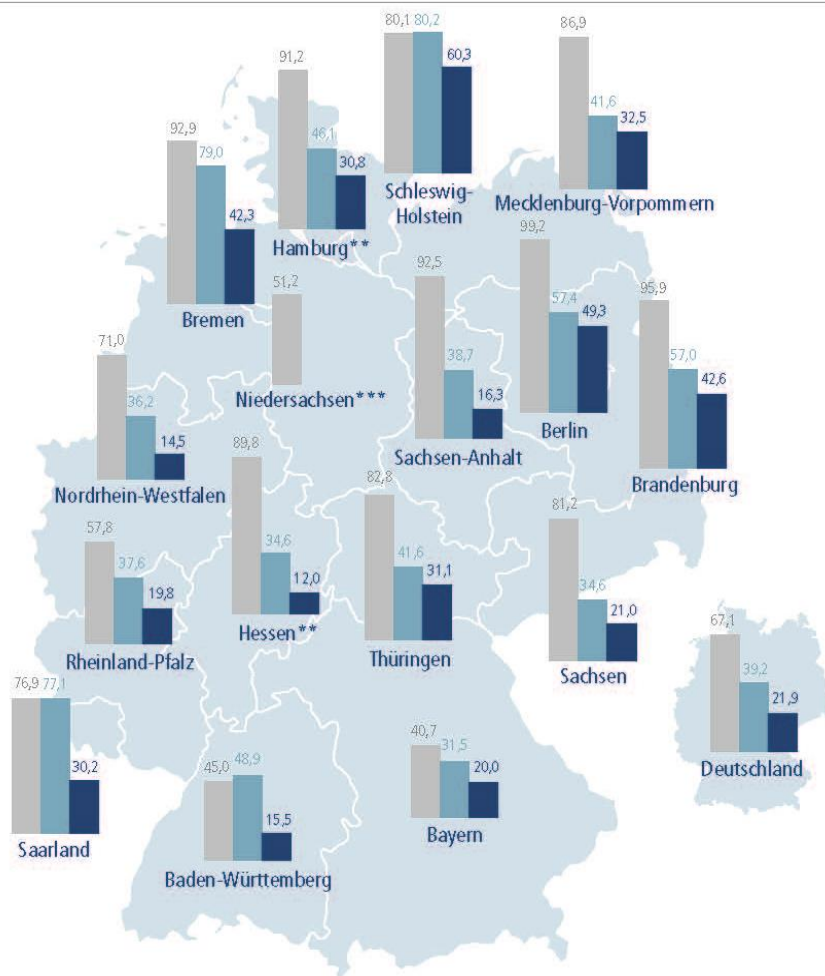 80,1 80,2 60,3
Schleswig-
Holstein
86,9 41,6 32,5
Mecklenburg-Vorpommern
91,2 46,1 30,8
Hamburg**
92,9 79,0 42,3
Bremen
51,2
Niedersachsen***
92,5 38,7 16,3
Sachsen-Anhalt
99,2 57,4 49,3
Berlin
95,9 57,0 42,6
Brandenburg
71,0 36,2 14,5
Nordrhein-Westfalen
89,8 34,6 12,0
Hessen**
82,8 41,6 31,1
Thüringen
81,2 34,6 21,0
Sachsen
57,8 37,6 19,8
Rheinland-Pfalz
67,1 39,2 21,9
Deutschland
76,9 77,1 30,2
Saarland
45,0 48,9 15,5
Baden-Württemberg
40,7 31,5 20,0
Bayern